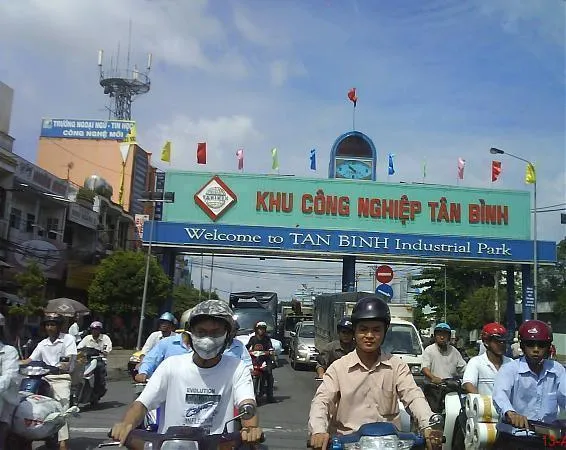 TRƯỜNG NGOẠI NGỮ - TIN HỌC
CÔNG NGHỆ MỚI
KHU CÔNG NGHIỆP TÂN BÌNH
Welcome to TAN BINH Industrial Park
EVOLUTION